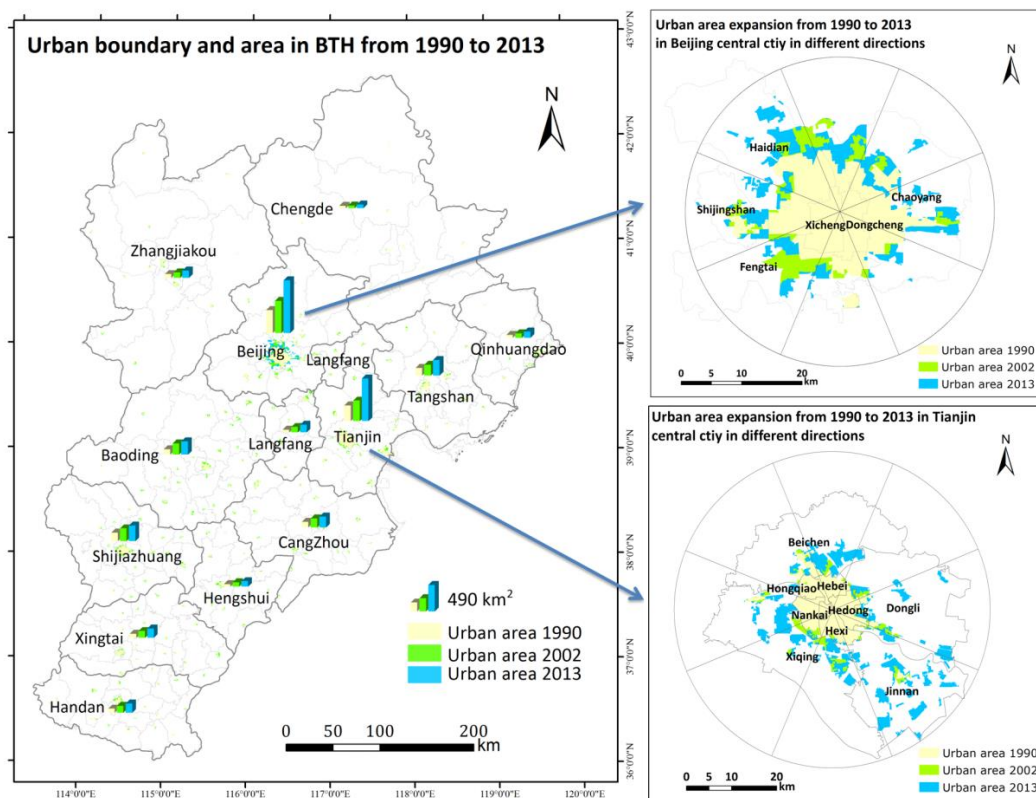 Urban boundary and area in BTH from 1990 to 2013
N
Chengde
Zhangjiakou
Beijing
Langfang
Qinhuangdao
Tangshan
Langfang
Tianjin
Baoding
CangZhou
Shijiazhuang
Hengshui
Xingtai
Handan
490 km²
Urban area 1990
Urban area 2002
Urban area 2013
0 50 100 200
km
43°0'0"N
42°0'0"N
41°0'0"N
40°0'0"N
39°0'0"N
38°0'0"N
37°0'0"N
36°0'0"N
114°0'0"E 115°0'0"E 116°0'0"E 117°0'0"E 118°0'0"E 119°0'0"E 120°0'0"E
Urban area expansion from 1990 to 2013
in Beijing central ctiy in different directions
N
Haidian
Chaoyang
Shijingshan
Xicheng Dongcheng
Fengtai
Urban area 1990
Urban area 2002
Urban area 2013
0 5 10 20
km
Urban area expansion from 1990 to 2013 in Tianjin
central ctiy in different directions
N
Beichen
Hongqiao Hebei
Hedong Dongli
Nankai
Hexi
Xiqing
Jinnan
Urban area 1990
Urban area 2002
Urban area 2013
20 0 5 10 20
km